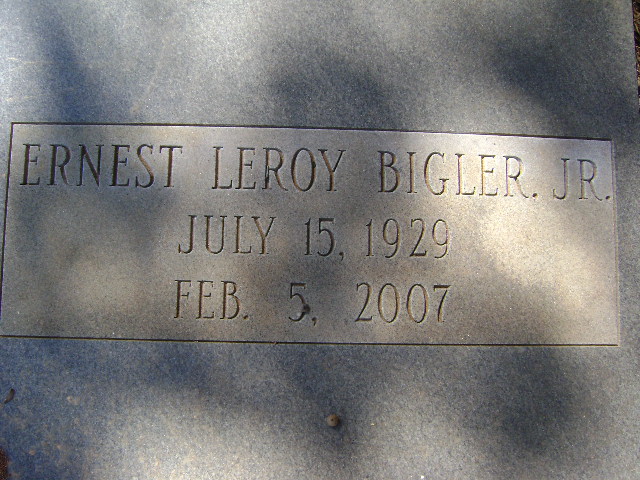 ERNEST LEROY BIGLER. JR.
JULY 15, 1929
FEB. 5, 2007